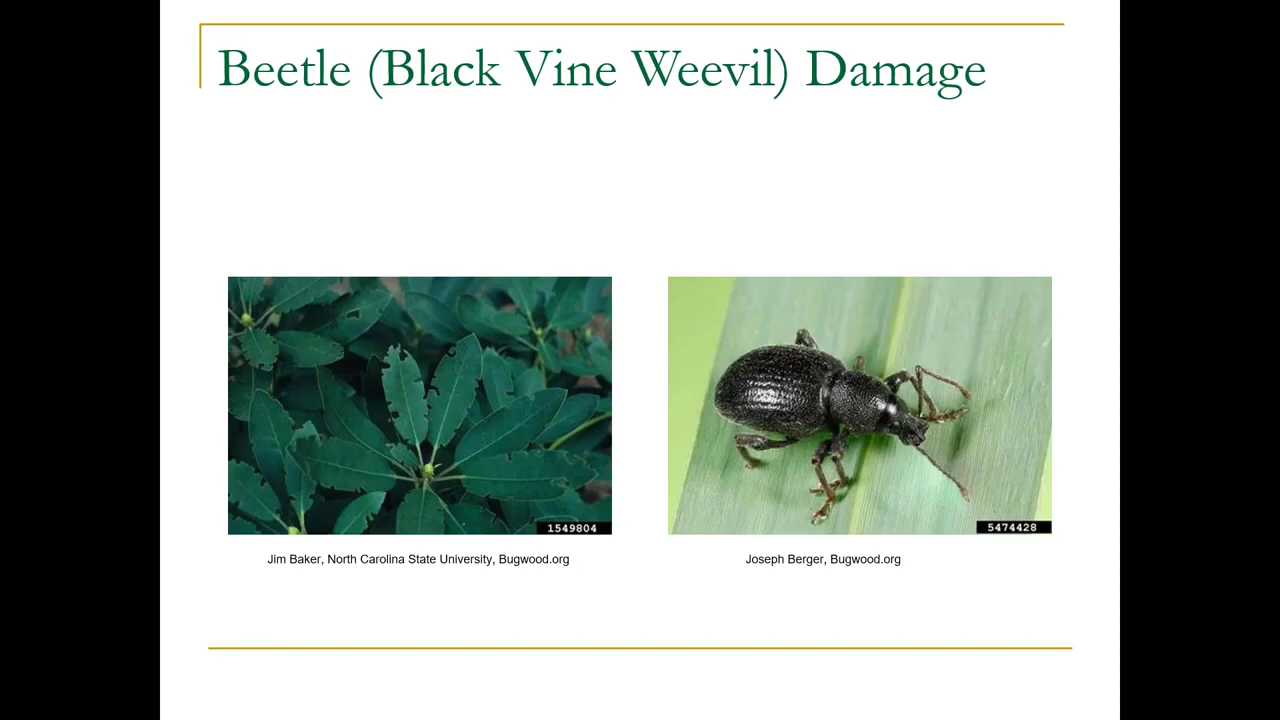 Beetle (Black Vine Weevil) Damage
1549804
5474428
Jim Baker, North Carolina State University, Bugwood.org
Joseph Berger, Bugwood.org